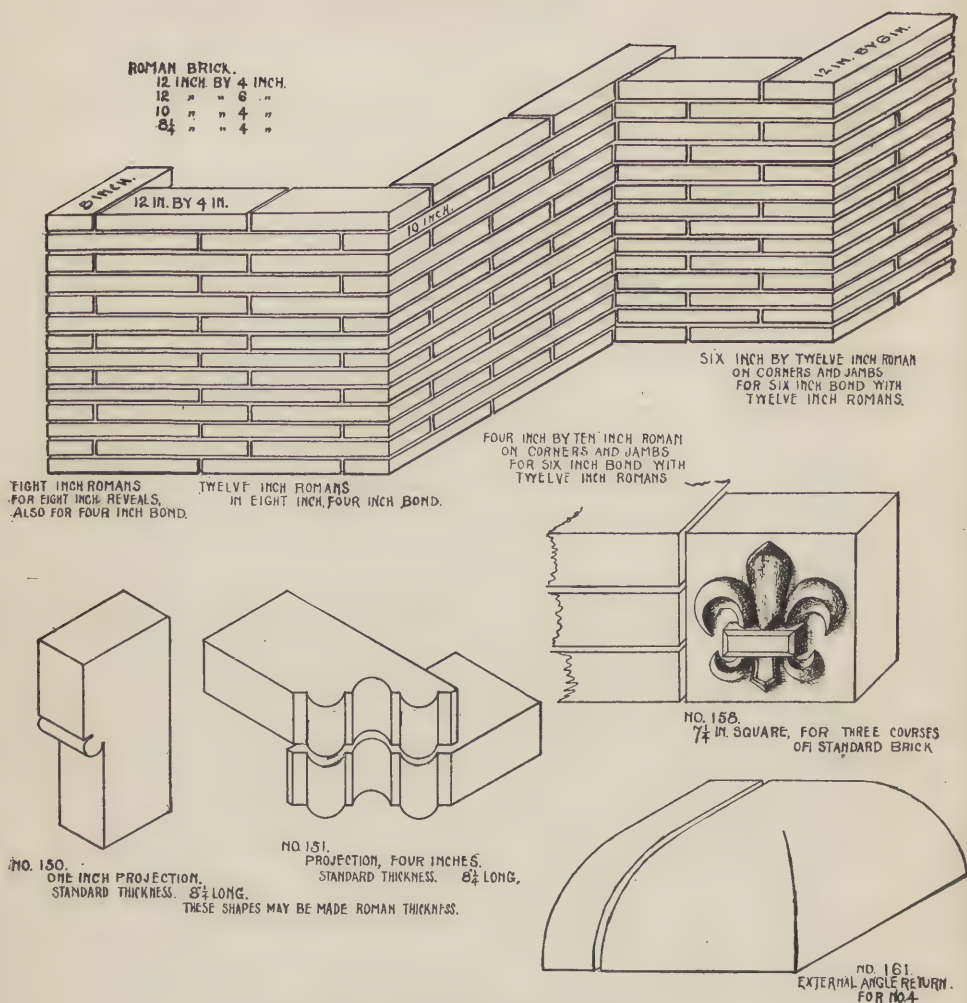 ROMAN BRICK.
12 INCH. BY 4 INCH.
12 " " 6 "
10 " " 4 "
8¼ " " 4 "
8 INCH.
12 IN. BY 4 IN.
10 INCH.
12 IN. BY 6 IN.
SIX INCH BY TWELVE INCH ROMAN
ON CORNERS AND JAMBS
FOR SIX INCH BOND WITH
TWELVE INCH ROMANS.
FOUR INCH BY TEN INCH ROMAN
ON CORNERS AND JAMBS
FOR SIX INCH BOND WITH
TWELVE INCH ROMANS
EIGHT INCH ROMANS
FOR EIGHT INCH REVEALS,
ALSO FOR FOUR INCH BOND.
TWELVE INCH ROMANS
IN EIGHT INCH, FOUR INCH BOND.
NO. 158.
7¼ IN. SQUARE, FOR THREE COURSES
OF STANDARD BRICK
NO. 150.
ONE INCH PROJECTION,
STANDARD THICKNESS. 8¼ LONG.
NO. 151.
PROJECTION, FOUR INCHES.
STANDARD THICKNESS. 8¼ LONG,
THESE SHAPES MAY BE MADE ROMAN THICKNESS.
NO. 161.
EXTERNAL ANGLE RETURN.
FOR NO.4